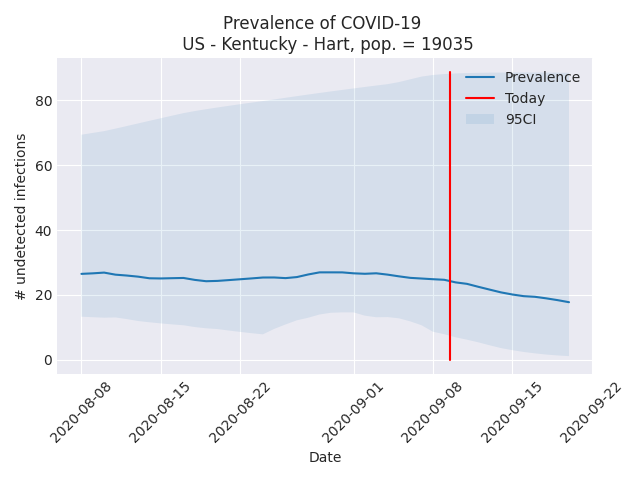 Prevalence of COVID-19
US - Kentucky - Hart, pop. = 19035
Prevalence
Today
95CI
# undetected infections
80
60
40
20
0
2020-08-08
2020-08-15
2020-08-22
2020-09-01
2020-09-08
2020-09-15
2020-09-22
Date